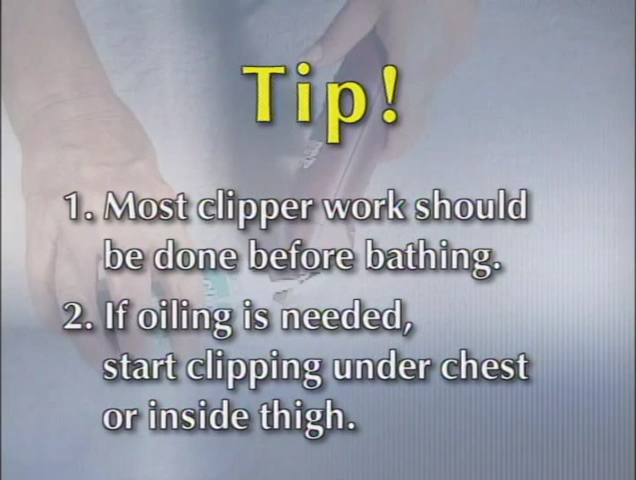 Tip!
1. Most clipper work should
be done before bathing.
2. If oiling is needed,
start clipping under chest
or inside thigh.